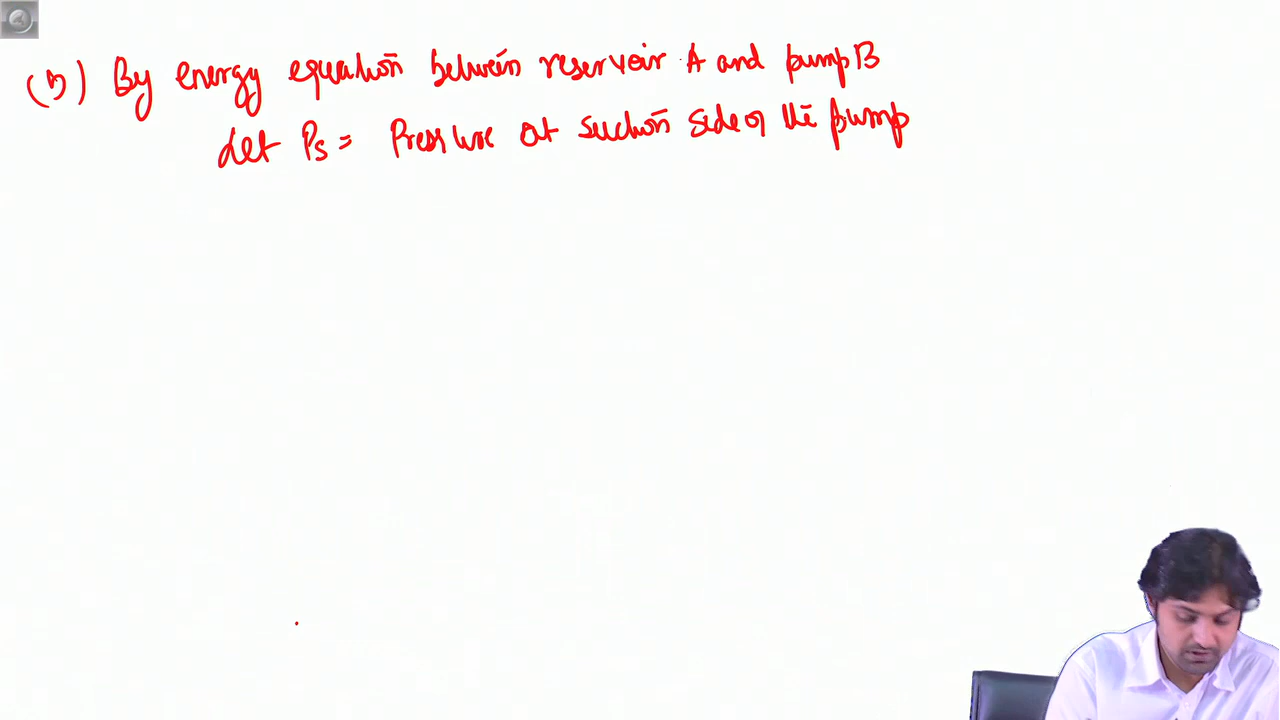 (b) By energy equation between reservoir A and pump B
Let Ps = Pressure at suction side of the pump